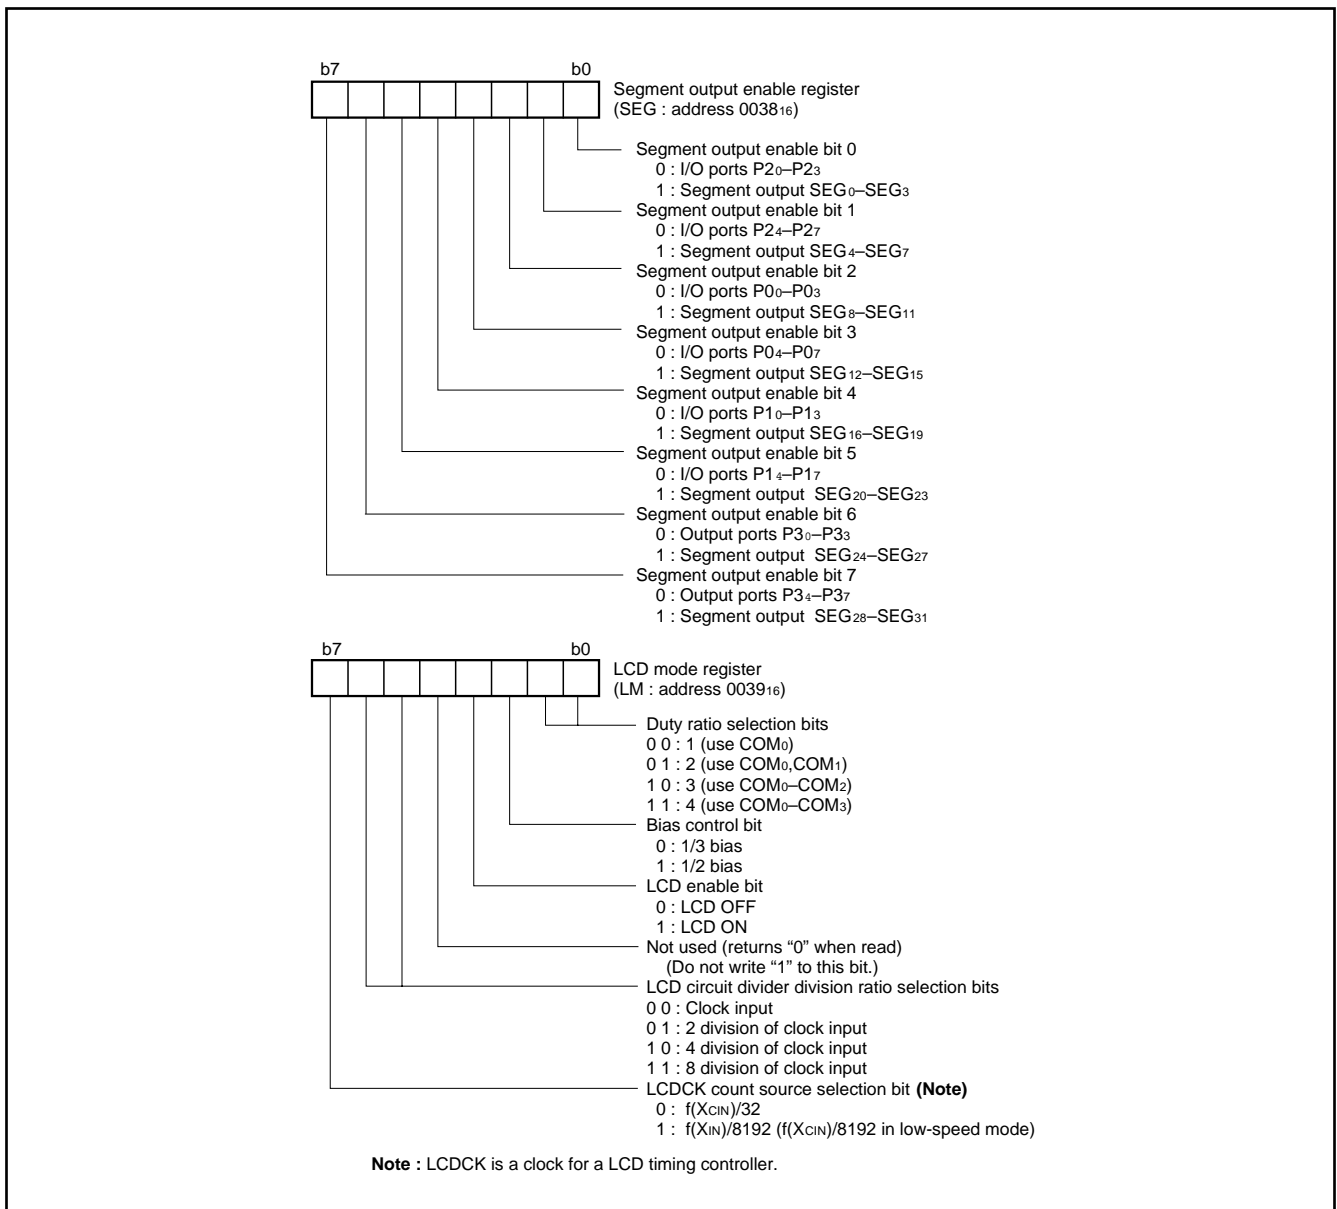 b7 b0
Segment output enable register
(SEG : address 003816)
Segment output enable bit 0
0 : I/O ports P20–P23
1 : Segment output SEG0–SEG3
Segment output enable bit 1
0 : I/O ports P24–P27
1 : Segment output SEG4–SEG7
Segment output enable bit 2
0 : I/O ports P00–P03
1 : Segment output SEG8–SEG11
Segment output enable bit 3
0 : I/O ports P04–P07
1 : Segment output SEG12–SEG15
Segment output enable bit 4
0 : I/O ports P10–P13
1 : Segment output SEG16–SEG19
Segment output enable bit 5
0 : I/O ports P14–P17
1 : Segment output SEG20–SEG23
Segment output enable bit 6
0 : Output ports P30–P33
1 : Segment output SEG24–SEG27
Segment output enable bit 7
0 : Output ports P34–P37
1 : Segment output SEG28–SEG31
b7 b0
LCD mode register
(LM : address 003916)
Duty ratio selection bits
0 0 : 1 (use COM0)
0 1 : 2 (use COM0,COM1)
1 0 : 3 (use COM0–COM2)
1 1 : 4 (use COM0–COM3)
Bias control bit
0 : 1/3 bias
1 : 1/2 bias
LCD enable bit
0 : LCD OFF
1 : LCD ON
Not used (returns “0” when read)
(Do not write “1” to this bit.)
LCD circuit divider division ratio selection bits
0 0 : Clock input
0 1 : 2 division of clock input
1 0 : 4 division of clock input
1 1 : 8 division of clock input
LCDCK count source selection bit (Note)
0 : f(XCIN)/32
1 : f(XIN)/8192 (f(XCIN)/8192 in low-speed mode)
Note : LCDCK is a clock for a LCD timing controller.